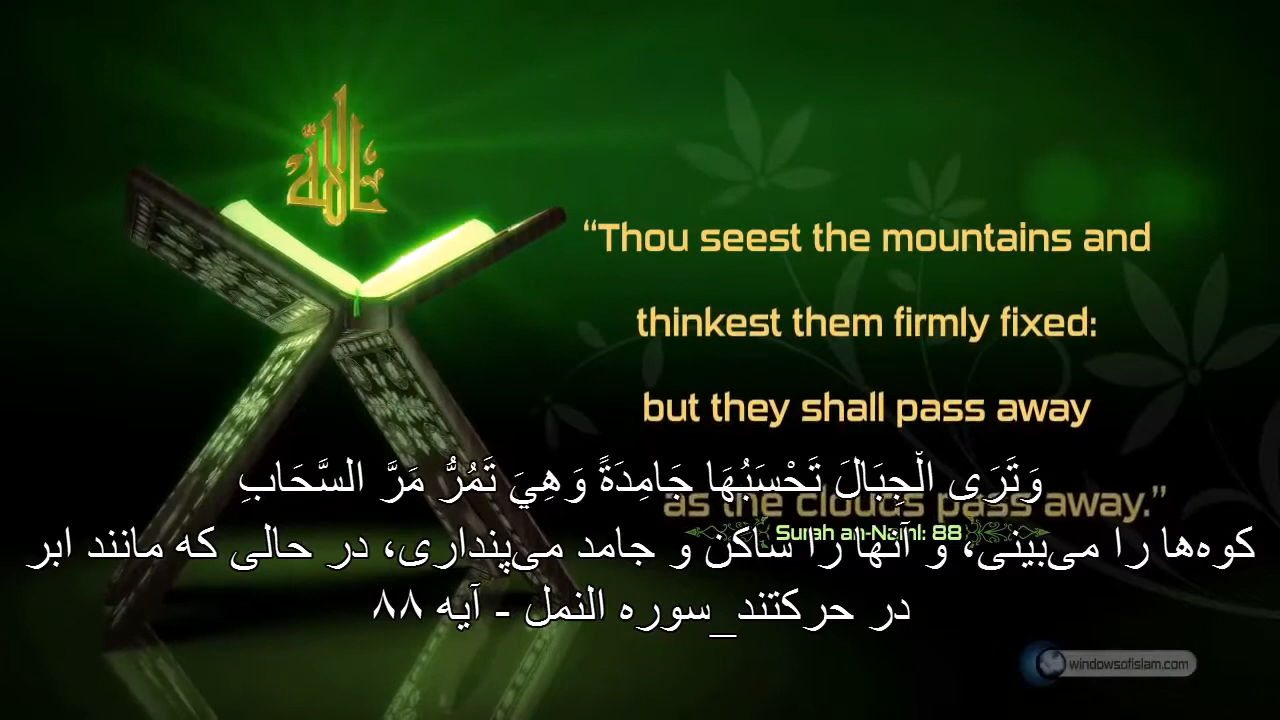 الله
“Thou seest the mountains and
thinkest them firmly fixed:
but they shall pass away
as the clouds pass away.”
Surah an-Naml: 88
وَتَرَى الْجِبَالَ تَحْسَبُهَا جَامِدَةً وَهِيَ تَمُرُّ مَرَّ السَّحَابِ
کوه‌ها را می‌بینی، و آنها را ساکن و جامد می‌پنداری، در حالی که مانند ابر
در حرکتند_سوره النمل - آیه ۸۸
windowsofislam.com